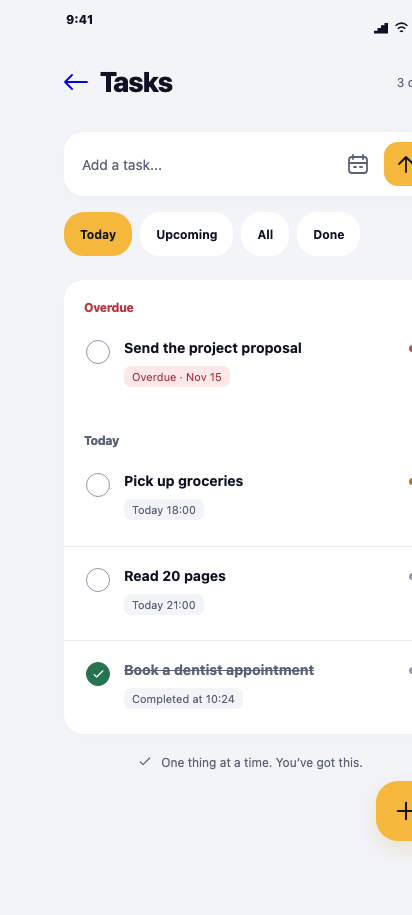 9:41
Tasks
3
Add a task...
Today
Upcoming
All
Done
Overdue
Send the project proposal
Overdue · Nov 15
Today
Pick up groceries
Today 18:00
Read 20 pages
Today 21:00
Book a dentist appointment
Completed at 10:24
One thing at a time. You’ve got this.